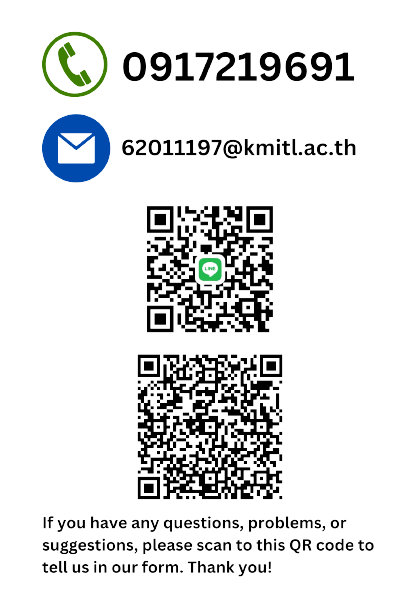 0917219691
62011197@kmitl.ac.th
LINE
If you have any questions, problems, or
suggestions, please scan to this QR code to
tell us in our form. Thank you!